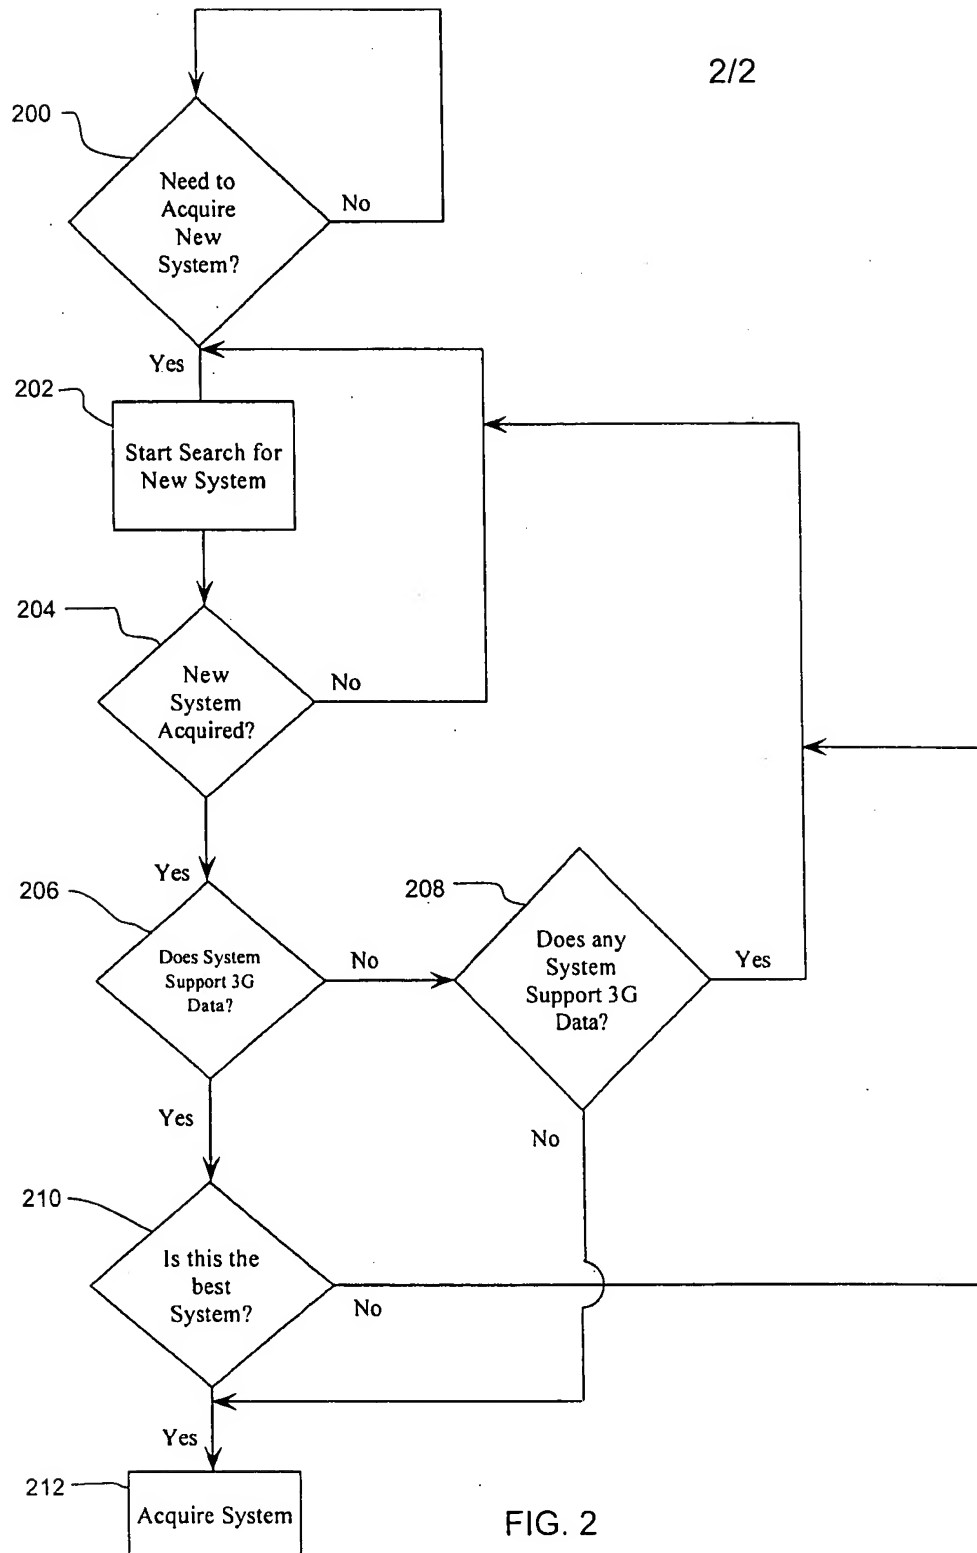 2/2
200
Need to
Acquire
New
System?
No
Yes
202
Start Search for
New System
204
New
System
Acquired?
No
Yes
206
Does System
Support 3G
Data?
No
208
Does any
System
Support 3G
Data?
Yes
Yes
No
210
Is this the
best
System?
No
Yes
212
Acquire System
FIG. 2